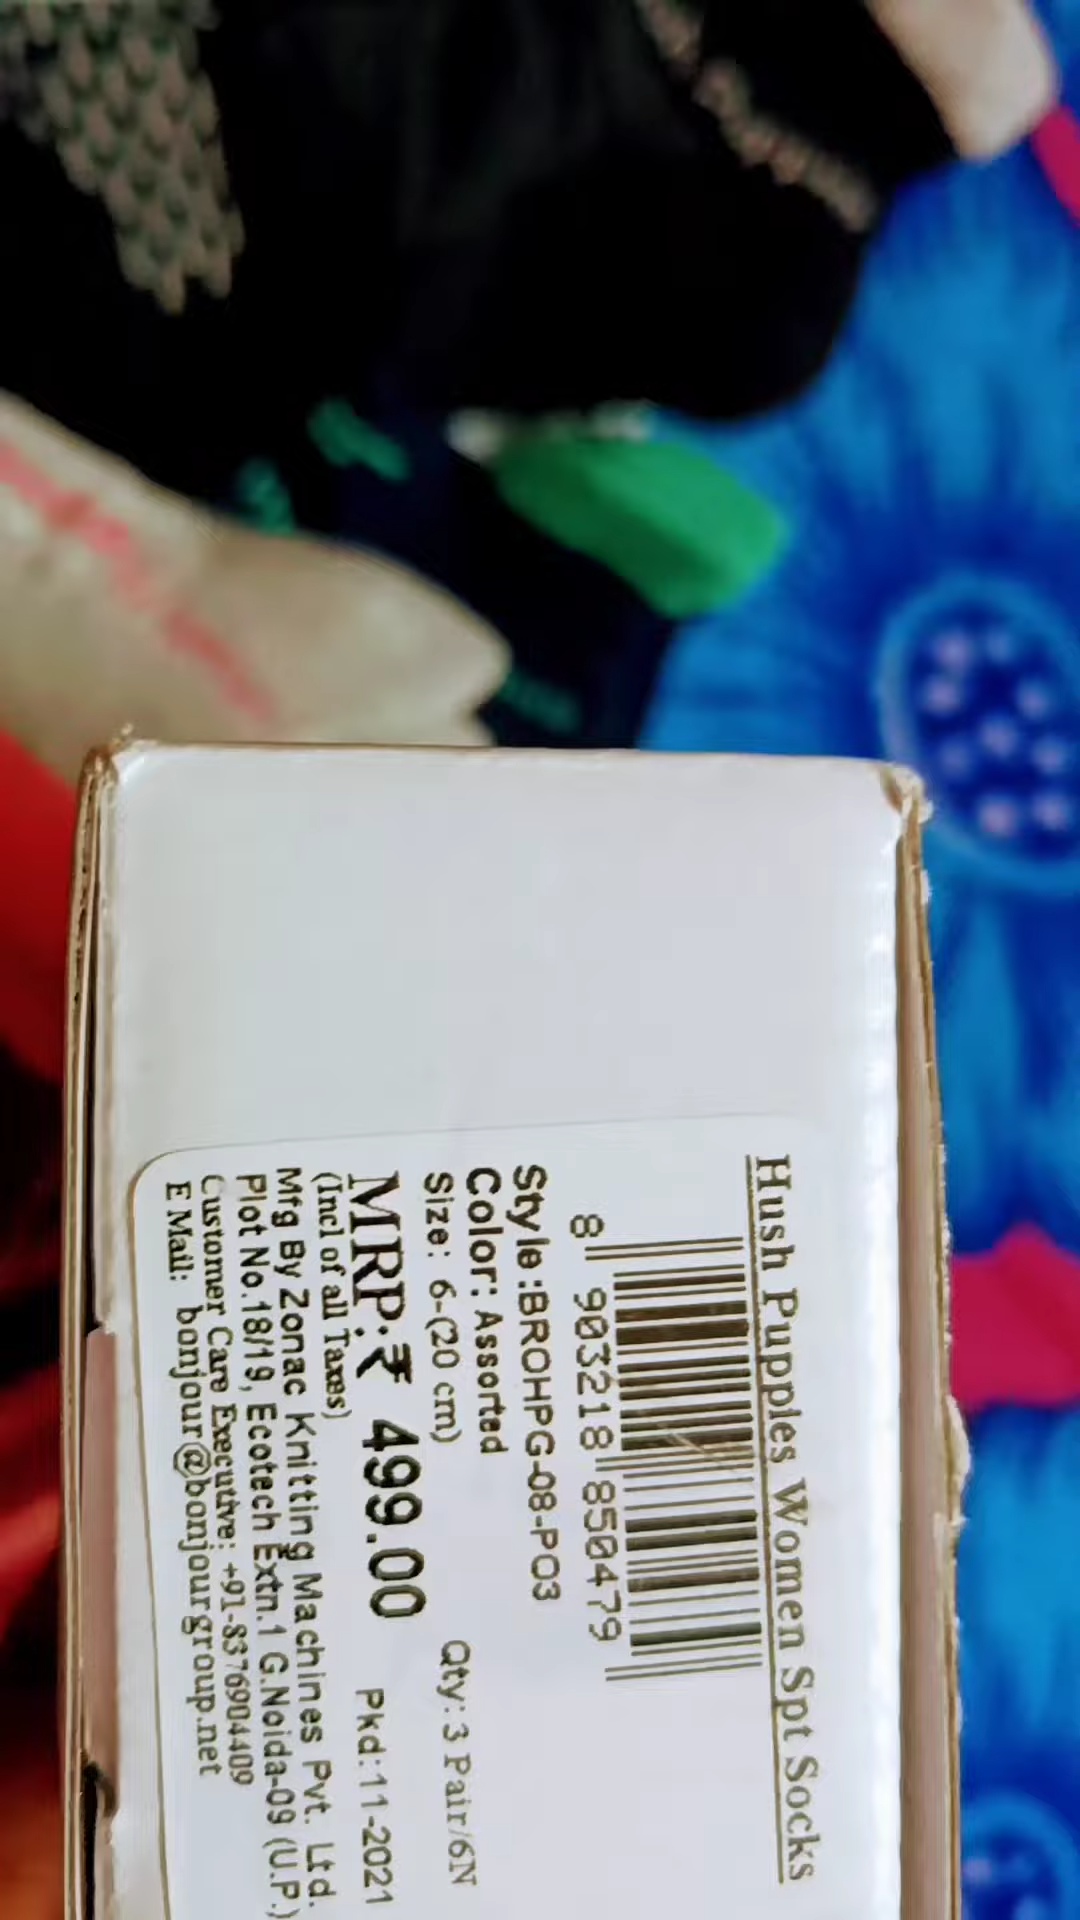 Hush Pupples Women Spt Socks
8 903218 850479
Style:BROHPG-08-PO3
Color: Assorted
Size: 6-(20 cm) Qty: 3 Pair/6N
MRP:₹ 499.00 Pkd:11-2021
(Incl of all Taxes)
Mfg By Zonac Knitting Machines Pvt. Ltd.
Plot No.18/19, Ecotech Extn.1 G.Noida-09 (U.P.)
Customer Care Executive: +91-8376904409
E Mail: bonjour@bonjourgroup.net